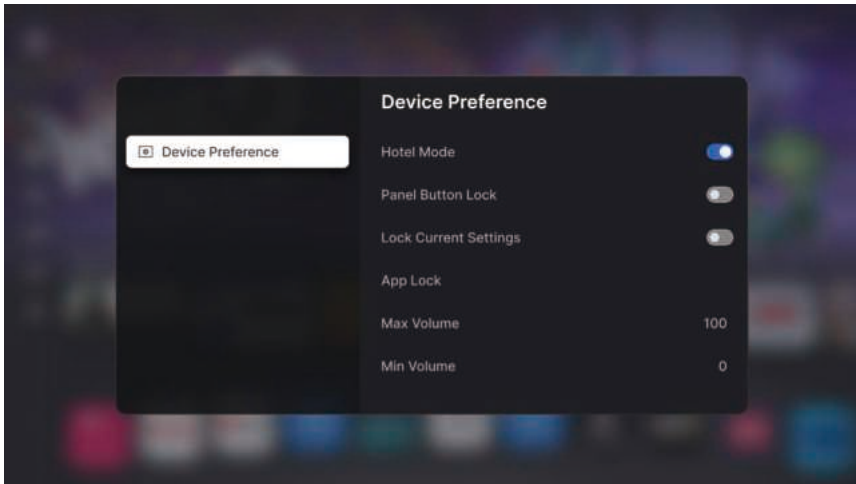 Device Preference
Device Preference
Hotel Mode
Panel Button Lock
Lock Current Settings
App Lock
Max Volume 100
Min Volume 0